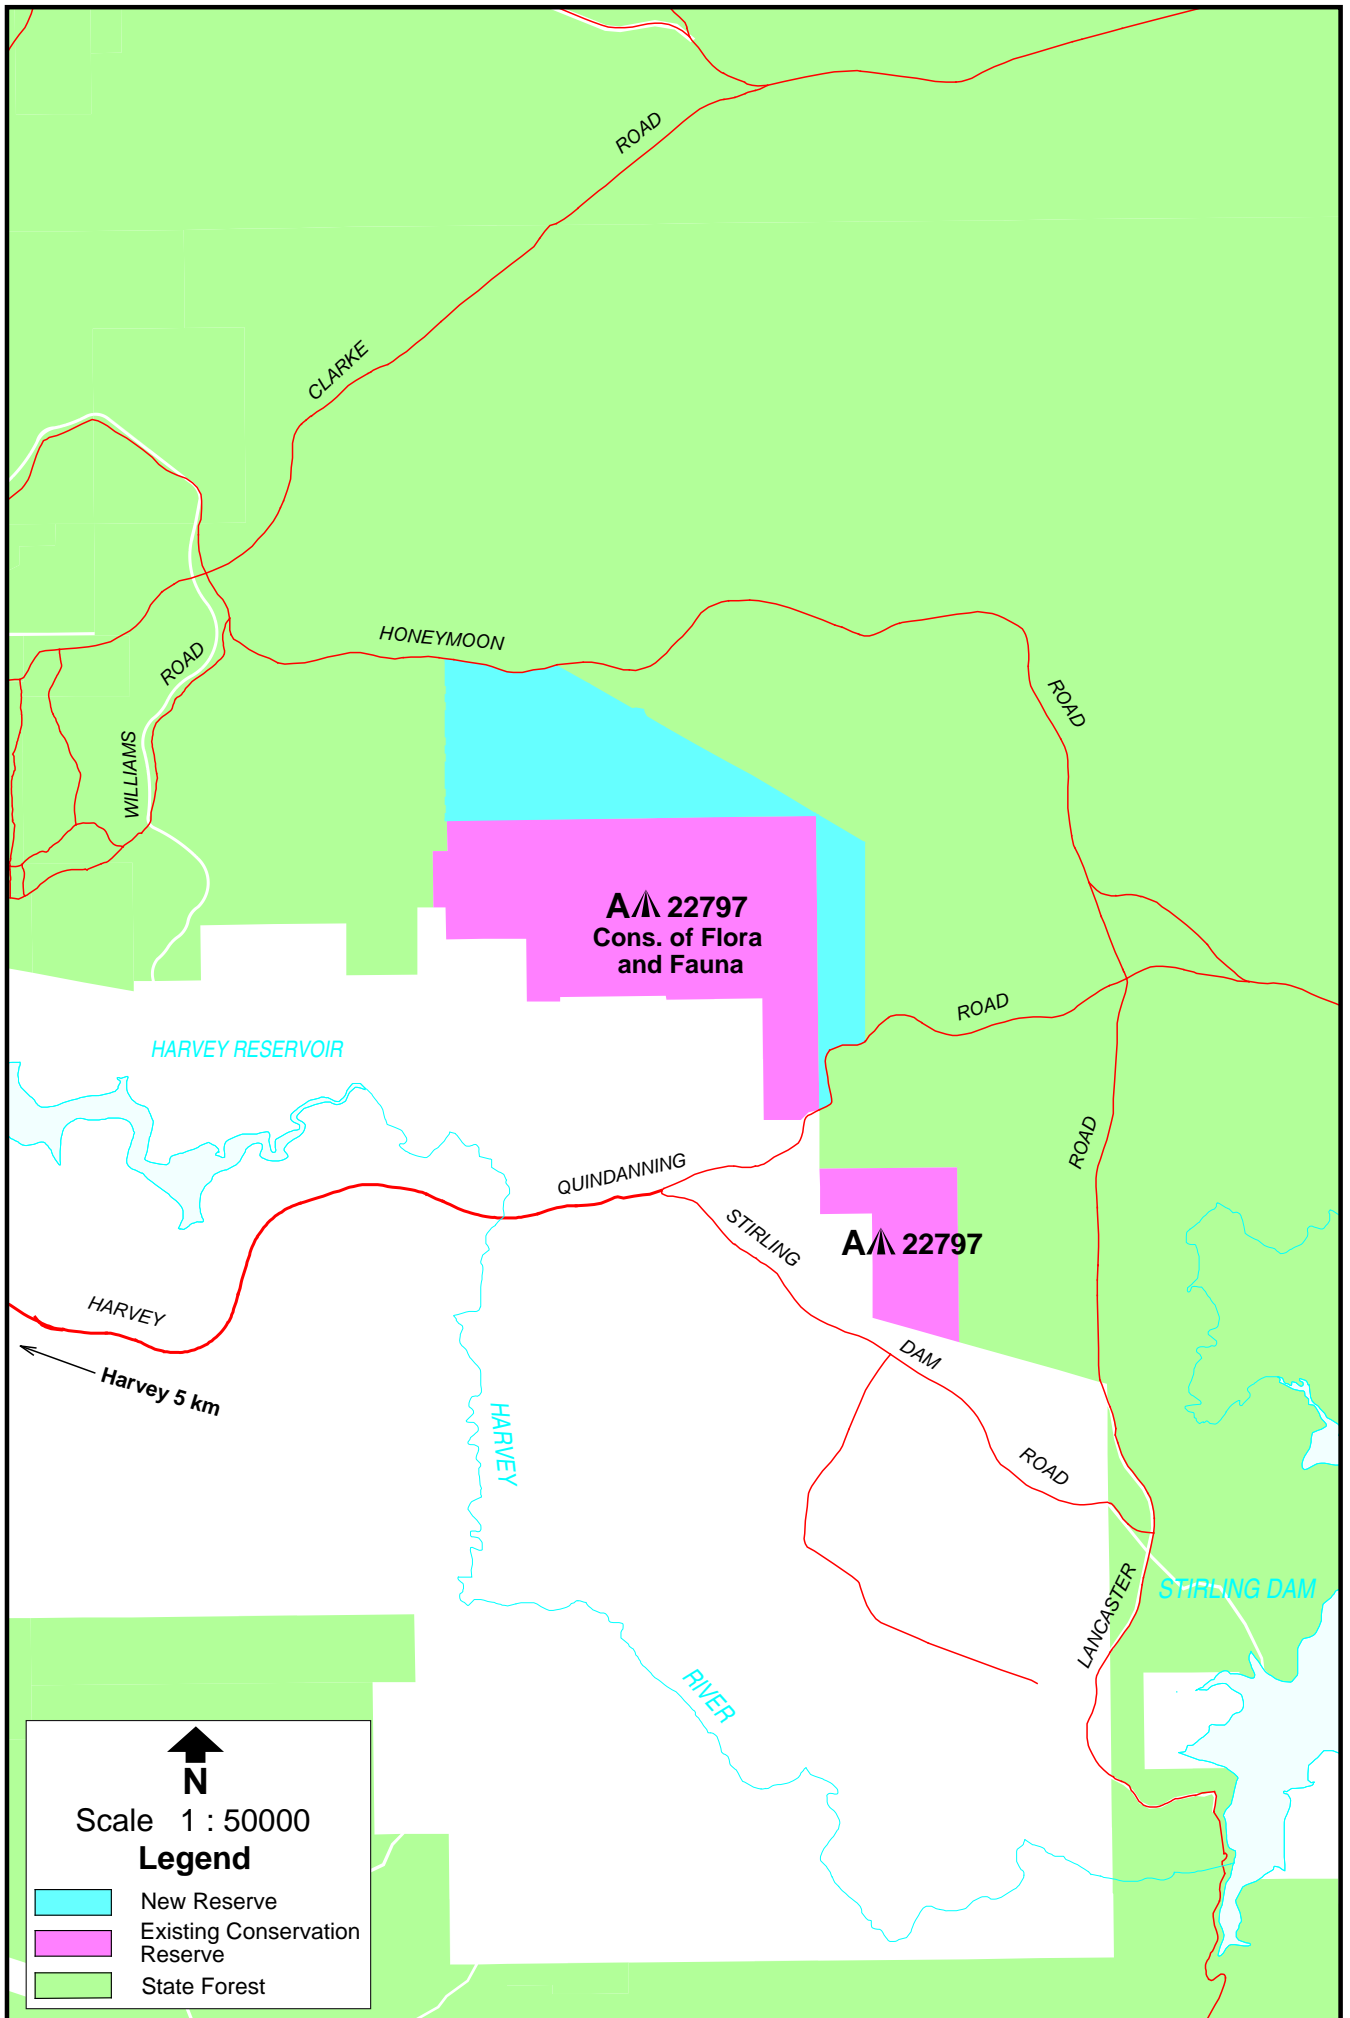 ROAD
CLARKE
HONEYMOON
ROAD
ROAD
WILLIAMS
A 22797
Cons. of Flora
and Fauna
ROAD
HARVEY RESERVOIR
ROAD
QUINDANNING
STIRLING
A 22797
HARVEY
DAM
Harvey 5 km
HARVEY
ROAD
STIRLING DAM
LANCASTER
RIVER
N
Scale 1 : 50000
Legend
New Reserve
Existing Conservation
Reserve
State Forest